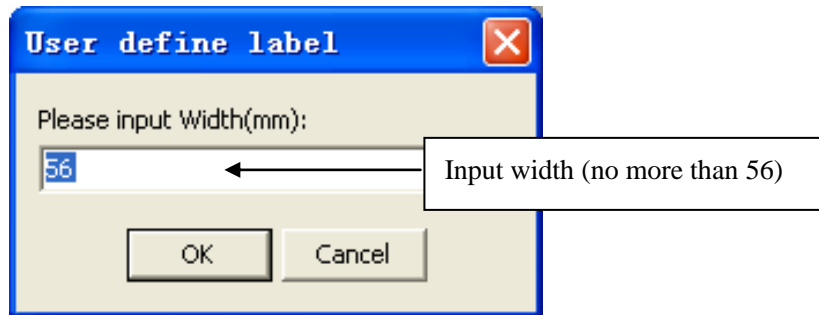 User define label
Please input Width(mm):
56
Input width (no more than 56)
OK
Cancel